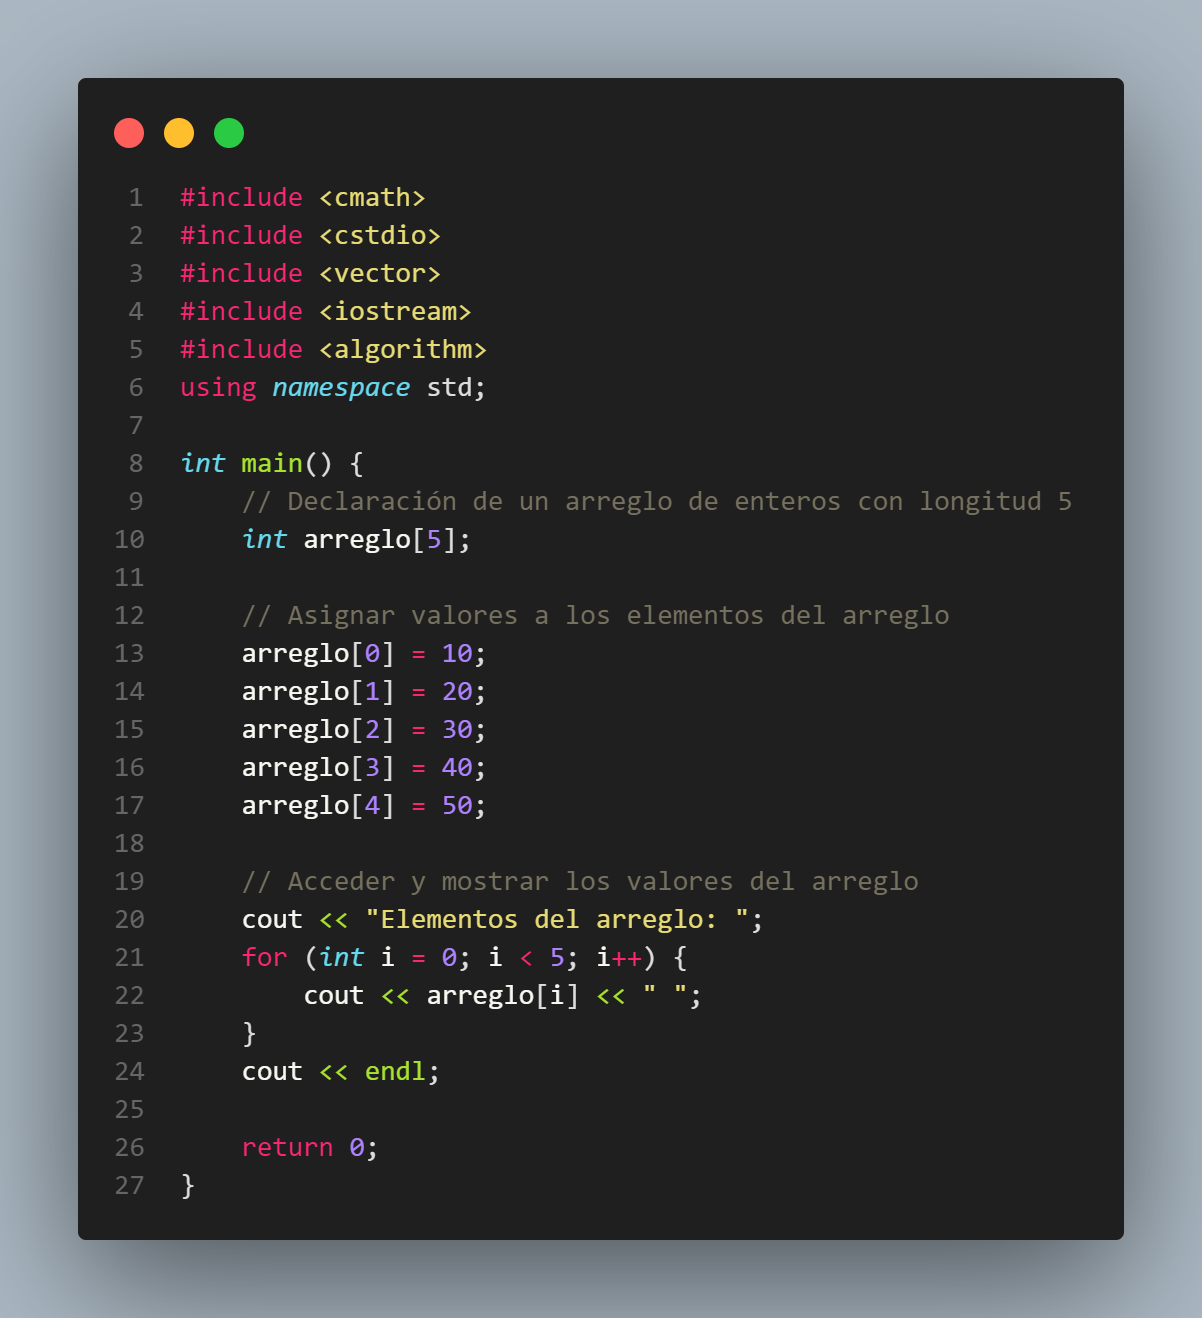 1 #include <cmath>
2 #include <cstdio>
3 #include <vector>
4 #include <iostream>
5 #include <algorithm>
6 using namespace std;
7
8 int main() {
9     // Declaración de un arreglo de enteros con longitud 5
10     int arreglo[5];
11
12     // Asignar valores a los elementos del arreglo
13     arreglo[0] = 10;
14     arreglo[1] = 20;
15     arreglo[2] = 30;
16     arreglo[3] = 40;
17     arreglo[4] = 50;
18
19     // Acceder y mostrar los valores del arreglo
20     cout << "Elementos del arreglo: ";
21     for (int i = 0; i < 5; i++) {
22         cout << arreglo[i] << " ";
23     }
24     cout << endl;
25
26     return 0;
27 }